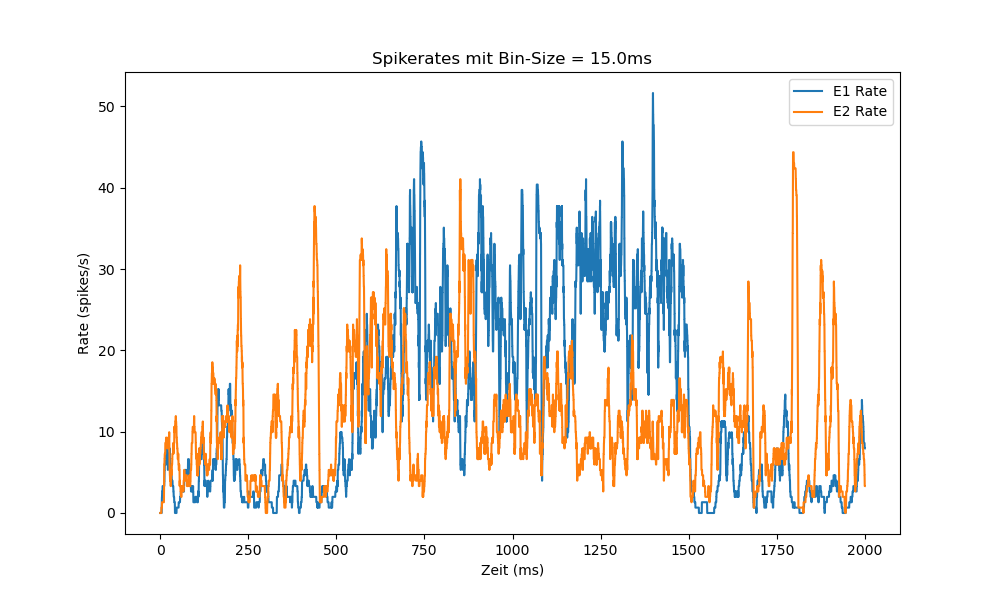 Spikerates mit Bin-Size = 15.0ms
E1 Rate
E2 Rate
Rate (spikes/s)
50
40
30
20
10
0
0 250 500 750 1000 1250 1500 1750 2000
Zeit (ms)